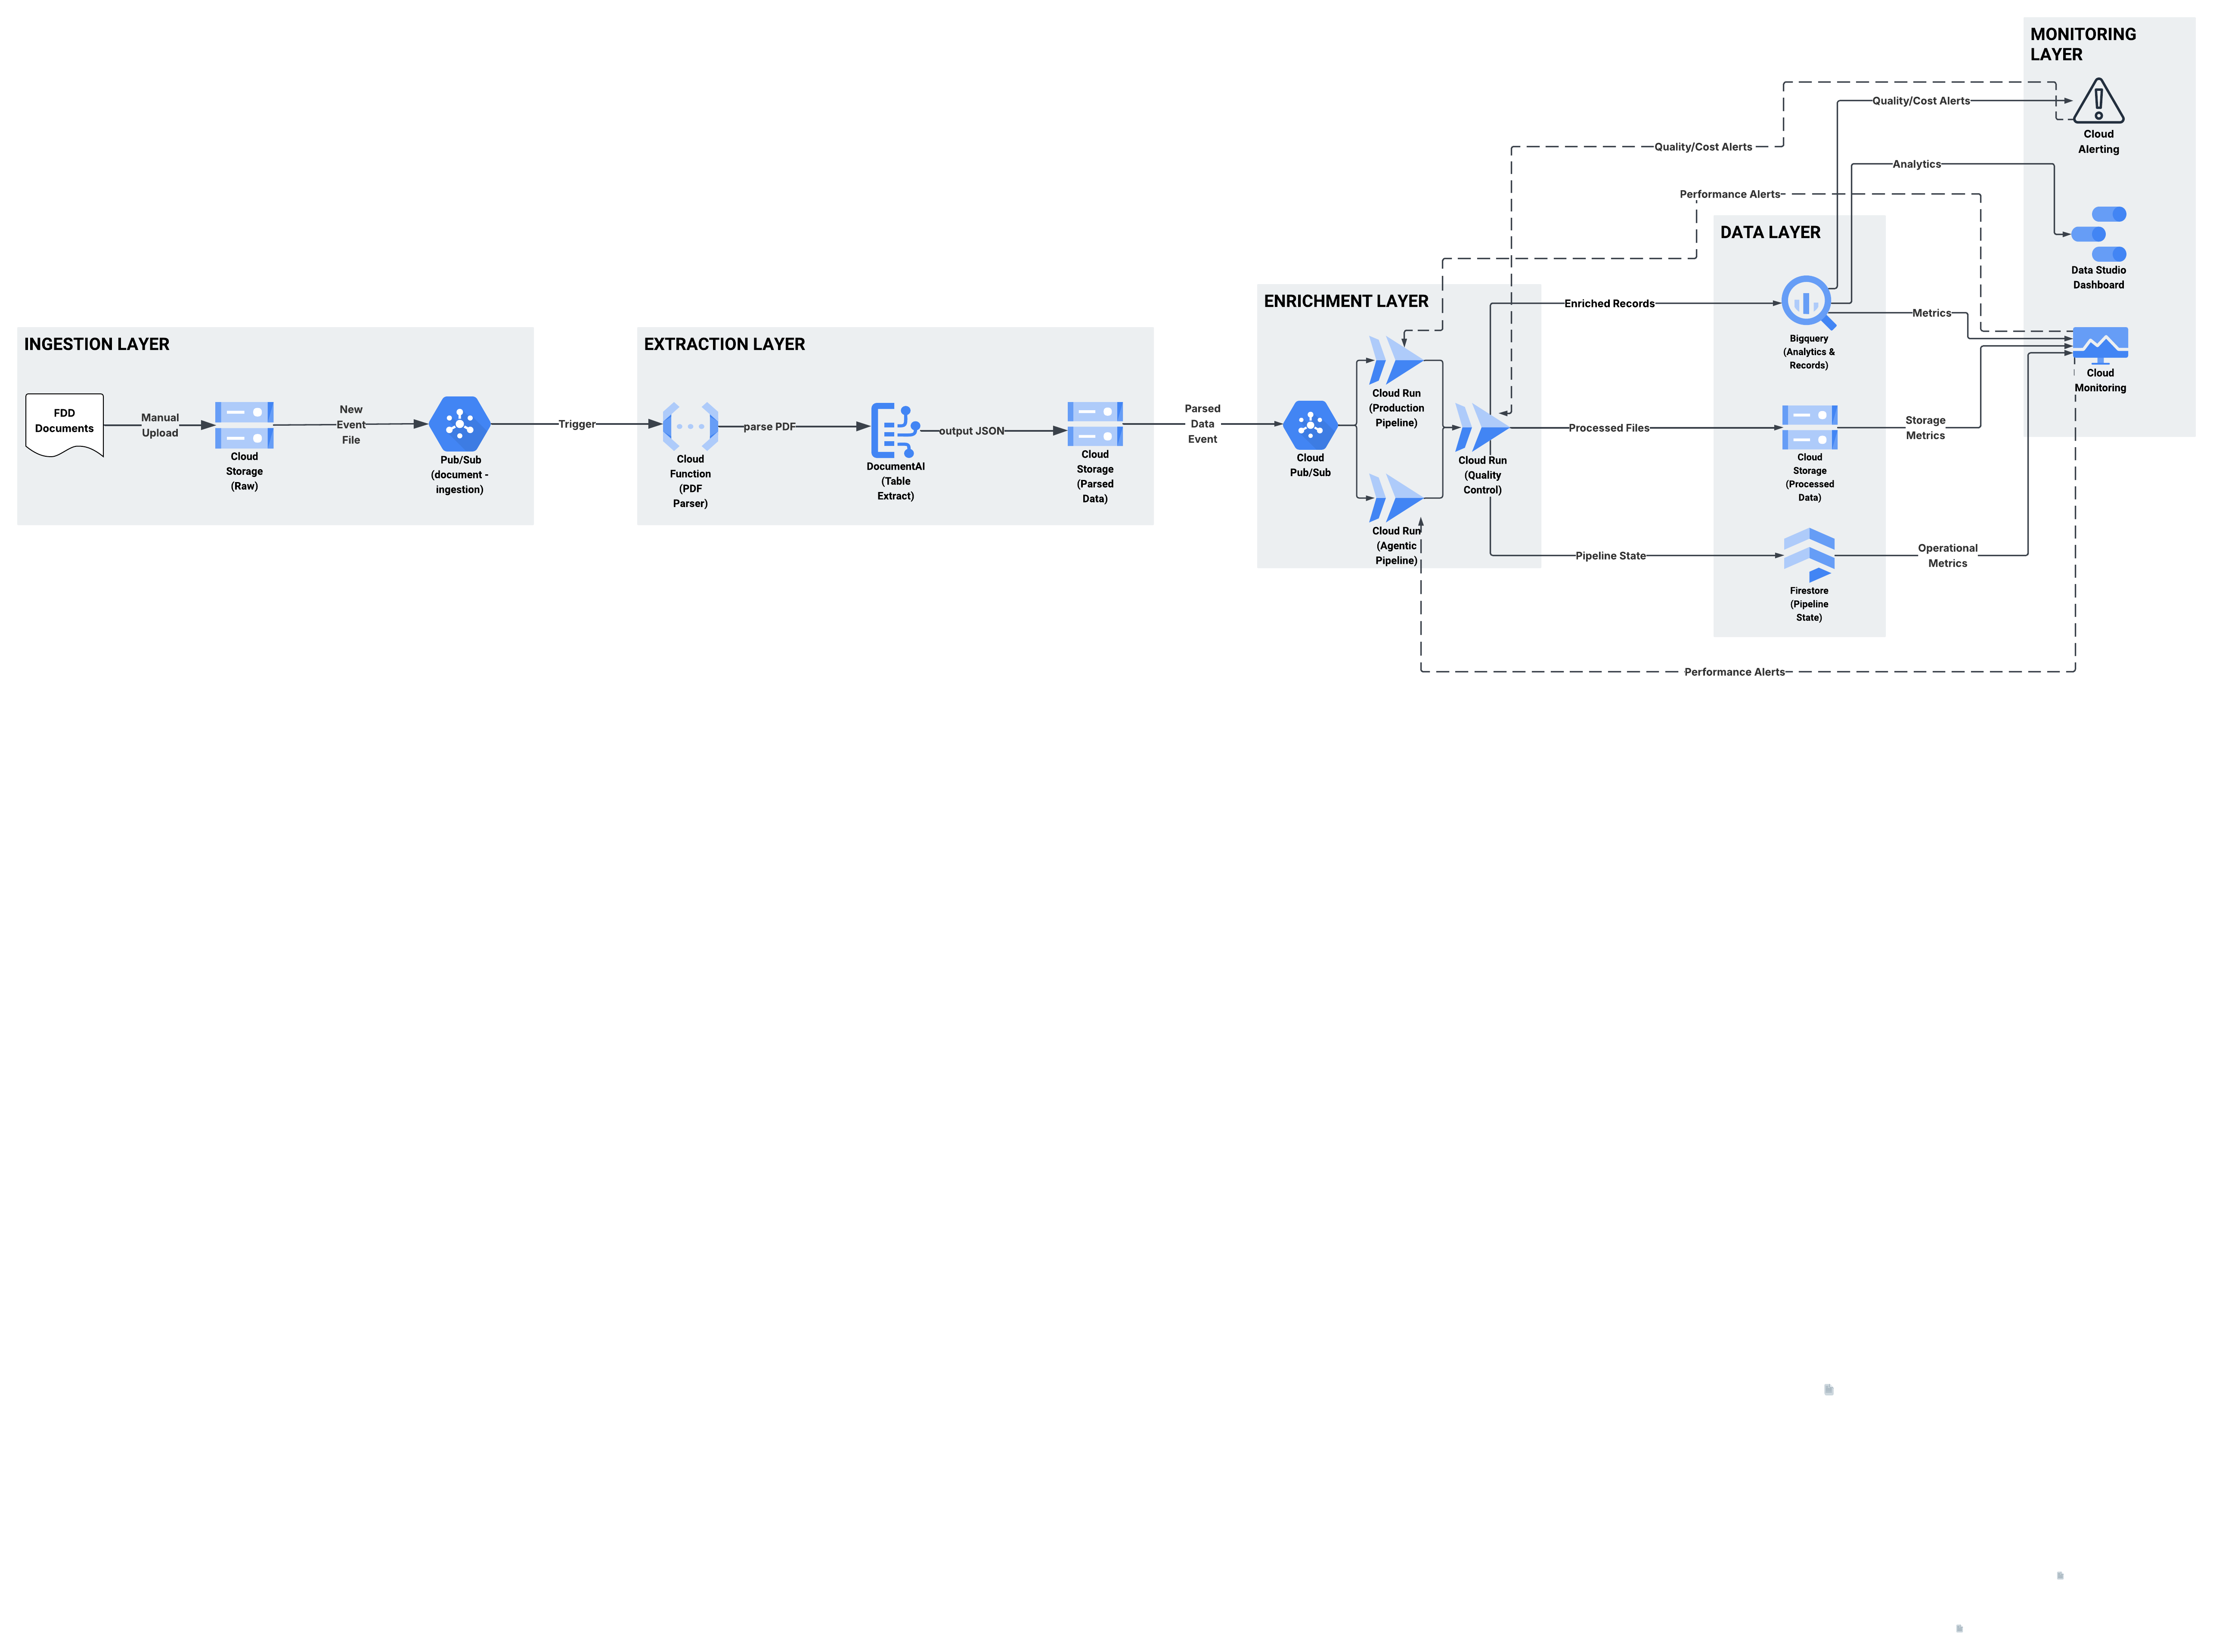 MONITORING
LAYER
Quality/Cost Alerts
Cloud
Alerting
Quality/Cost Alerts
Analytics
Performance Alerts
DATA LAYER
Data Studio
Dashboard
ENRICHMENT LAYER
Enriched Records
Metrics
Bigquery
(Analytics &
Records)
Cloud
Monitoring
INGESTION LAYER
EXTRACTION LAYER
FDD
Documents
Manual
Upload
Cloud
Storage
(Raw)
New
Event
File
Pub/Sub
(document -
ingestion)
Trigger
Cloud
Function
(PDF
Parser)
parse PDF
DocumentAI
(Table
Extract)
output JSON
Cloud
Storage
(Parsed
Data)
Parsed
Data
Event
Cloud
Pub/Sub
Cloud Run
(Production
Pipeline)
Cloud Run
(Quality
Control)
Cloud Run
(Agentic
Pipeline)
Processed Files
Cloud
Storage
(Processed
Data)
Storage
Metrics
Pipeline State
Firestore
(Pipeline
State)
Operational
Metrics
Performance Alerts